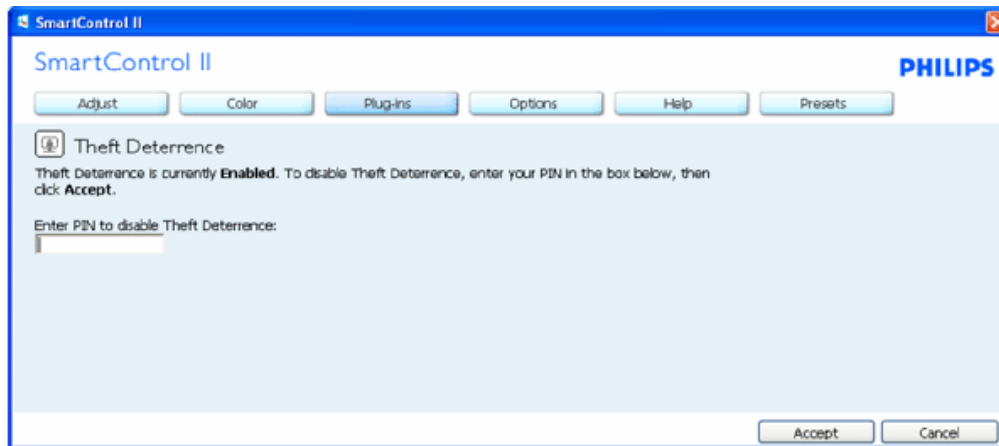 SmartControl II
SmartControl II
PHILIPS
Adjust Color Plug-ins Options Help Presets
Theft Deterrence
Theft Deterrence is currently Enabled. To disable Theft Deterrence, enter your PIN in the box below, then
click Accept.
Enter PIN to disable Theft Deterrence:
Accept Cancel